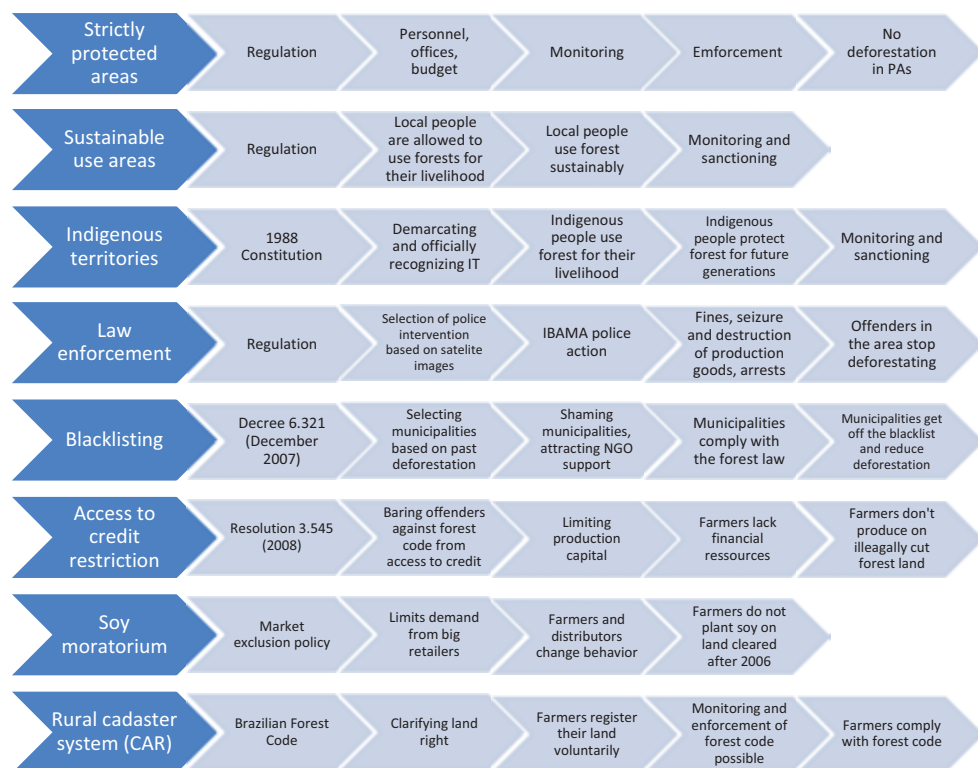 Strictly
protected
areas
Regulation
Personnel,
offices,
budget
Monitoring
Emforcement
No
deforestation
in PAs
Sustainable
use areas
Regulation
Local people
are allowed to
use forests for
their livelihood
Local people
use forest
sustainably
Monitoring and
sanctioning
Indigenous
territories
1988
Constitution
Demarcating
and officially
recognizing IT
Indigenous
people use
forest for their
livelihood
Indigenous
people protect
forest for future
generations
Monitoring and
sanctioning
Law
enforcement
Regulation
Selection of police
intervention
based on satelite
images
IBAMA police
action
Fines, seizure
and destruction
of production
goods, arrests
Offenders in
the area stop
deforestating
Blacklisting
Decree 6.321
(December
2007)
Selecting
municipalities
based on past
deforestation
Shaming
municipalities,
attracting NGO
support
Municipalities
comply with
the forest law
Municipalities get
off the blacklist
and reduce
deforestation
Access to
credit
restriction
Resolution 3.545
(2008)
Baring offenders
against forest
code from
access to credit
Limiting
production
capital
Farmers lack
financial
ressources
Farmers don't
produce on
illeagally cut
forest land
Soy
moratorium
Market
exclusion policy
Limits demand
from big
retailers
Farmers and
distributors
change behavior
Farmers do not
plant soy on
land cleared
after 2006
Rural cadaster
system (CAR)
Brazilian Forest
Code
Clarifying land
right
Farmers register
their land
voluntarily
Monitoring and
enforcement of
forest code
possible
Farmers comply
with forest code